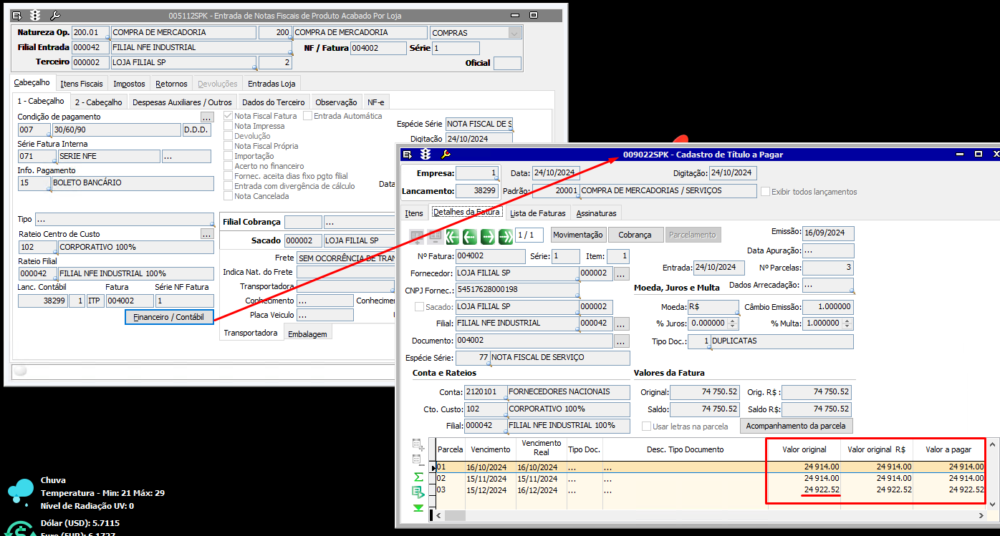 005112SPK - Entrada de Notas Fiscais de Produto Acabado Por Loja
Natureza Op. 200.01 COMPRA DE MERCADORIA 200 COMPRA DE MERCADORIA COMPRAS
Filial Entrada 000042 FILIAL NFE INDUSTRIAL NF / Fatura 004002 Série 1
Terceiro 000002 LOJA FILIAL SP 2 Oficial
Cabeçalho Itens Fiscais Impostos Retornos Devoluções Entradas Loja
1 - Cabeçalho 2 - Cabeçalho Despesas Auxiliares / Outros Dados do Terceiro Observação NF-e
Condição de pagamento ...
007 30/60/90 D.D.D.
Série Fatura Interna
071 SERIE NFE ...
Info. Pagamento
15 BOLETO BANCÁRIO
Tipo ...
Rateio Centro de Custo ...
102 CORPORATIVO 100%
Rateio Filial
000042 FILIAL NFE INDUSTRIAL 100%
Lanc. Contábil Fatura Série NF Fatura
38299 1 ITP 004002 1
Financeiro / Contábil
Nota Fiscal Fatura Entrada Automática
Nota Impressa
Devolução
Nota Fiscal Própria
Importação
Acerto no financeiro
Fornec. aceita dias fixo pgto filial
Entrada com divergência de cálculo
Nota Cancelada
Espécie Série NOTA FISCAL DE S
Digitação 24/10/2024
Data
Filial Cobrança ...
Sacado 000002 LOJA FILIAL SP
Frete SEM OCORRÊNCIA DE TRAN
Indica Nat. do Frete
Transportadora
Conhecimento ... Conhecimen
Placa Veiculo ...
Transportadora Embalagem
009022SPK - Cadastro de Título a Pagar
Empresa: 1 Data: 24/10/2024 Digitação: 24/10/2024
Lancamento: 38299 Padrão: 20001 COMPRA DE MERCADORIAS / SERVIÇOS Exibir todos lançamentos
Itens Detalhes da Fatura Lista de Faturas Assinaturas
1 / 1 Movimentação Cobrança Parcelamento Emissão: 16/09/2024
Data Apuração: ...
Nº Fatura: 004002 Série: 1 Item: 1
Entrada: 24/10/2024 Nº Parcelas: 3
Fornecedor: LOJA FILIAL SP 000002 ...
Moeda, Juros e Multa Dados Arrecadação: ...
CNPJ Fornec.: 54517628000198
Sacado: LOJA FILIAL SP 000002 Moeda: R$ Câmbio Emissão: 1.000000
Filial: FILIAL NFE INDUSTRIAL 000042 ... % Juros: 0.000000 % Multa: 1.000000
Documento: 004002 ... Tipo Doc.: 1 DUPLICATAS
Espécie Série: 77 NOTA FISCAL DE SERVIÇO
Conta e Rateios Valores da Fatura
Conta: 2120101 FORNECEDORES NACIONAIS Original: 74 750.52 Orig. R$ : 74 750.52
Cto. Custo: 102 CORPORATIVO 100% Saldo: 74 750.52 Saldo R$: 74 750.52
Filial: 000042 FILIAL NFE INDUSTRIAL 100% Usar letras na parcela Acompanhamento da parcela
Parcela Vencimento Vencimento Real Tipo Doc. Desc. Tipo Documento Valor original Valor original R$ Valor a pagar
01 16/10/2024 16/10/2024 ... ... 24 914.00 24 914.00 24 914.00
02 15/11/2024 15/11/2024 ... ... 24 914.00 24 914.00 24 914.00
03 15/12/2024 16/12/2024 ... ... 24 922.52 24 922.52 24 922.52
Chuva
Temperatura - Min: 21 Máx: 29
Nível de Radiação UV: 0
Dólar (USD): 5.7115
Euro (EUR): 6.1727